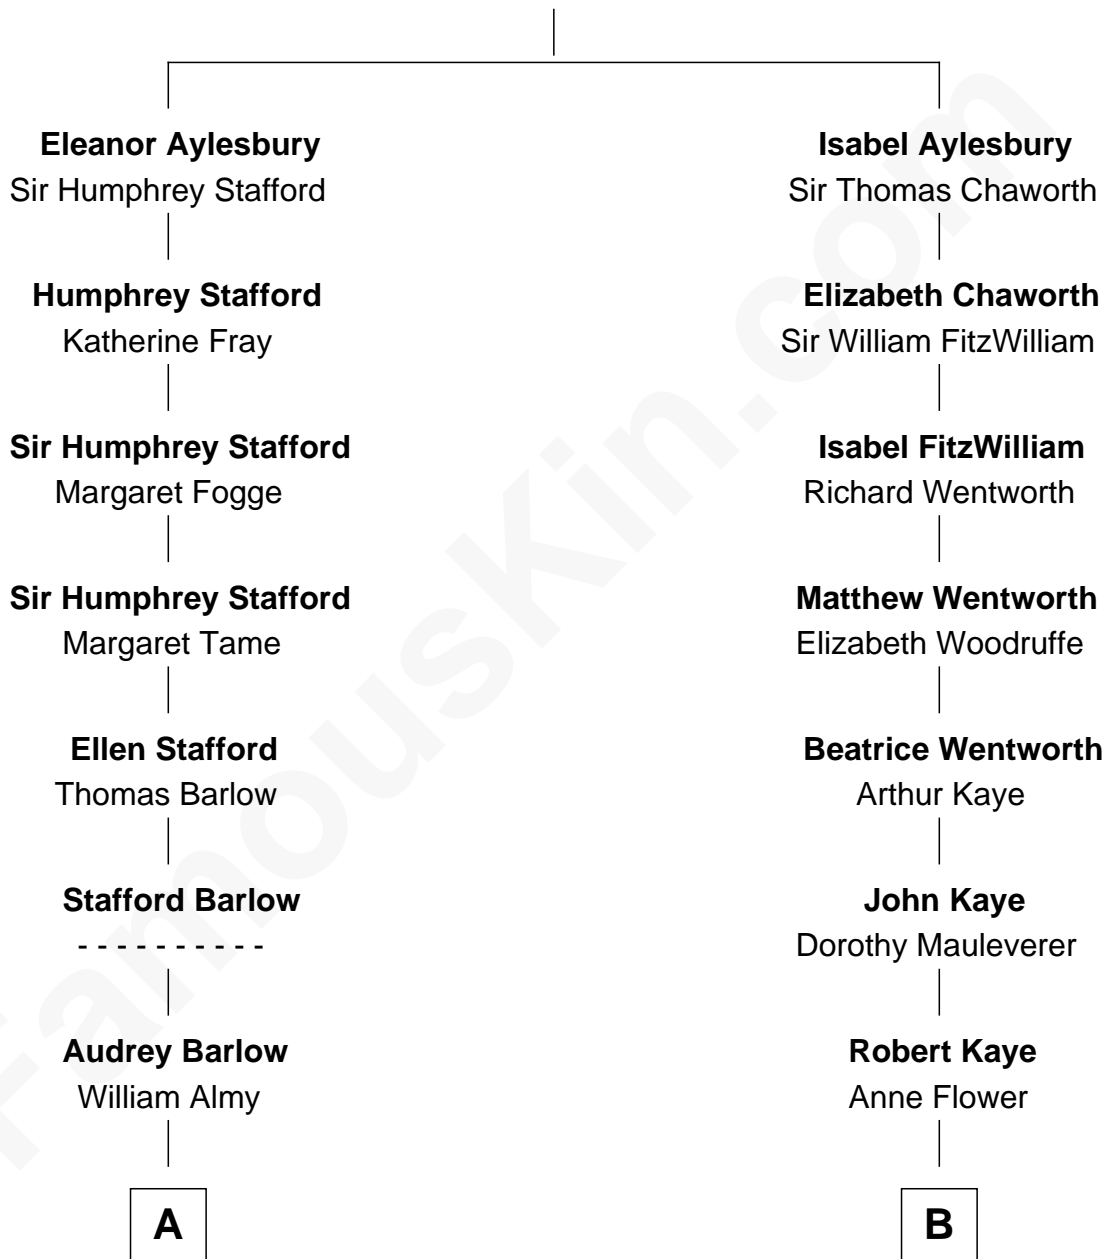 Eleanor Aylesbury
Sir Humphrey Stafford
Humphrey Stafford
Katherine Fray
Sir Humphrey Stafford
Margaret Fogge
Sir Humphrey Stafford
Margaret Tame
Ellen Stafford
Thomas Barlow
Stafford Barlow
- - - - - - - - - -
Audrey Barlow
William Almy
A
Isabel Aylesbury
Sir Thomas Chaworth
Elizabeth Chaworth
Sir William FitzWilliam
Isabel FitzWilliam
Richard Wentworth
Matthew Wentworth
Elizabeth Woodruffe
Beatrice Wentworth
Arthur Kaye
John Kaye
Dorothy Mauleverer
Robert Kaye
Anne Flower
B
FamousKin.com